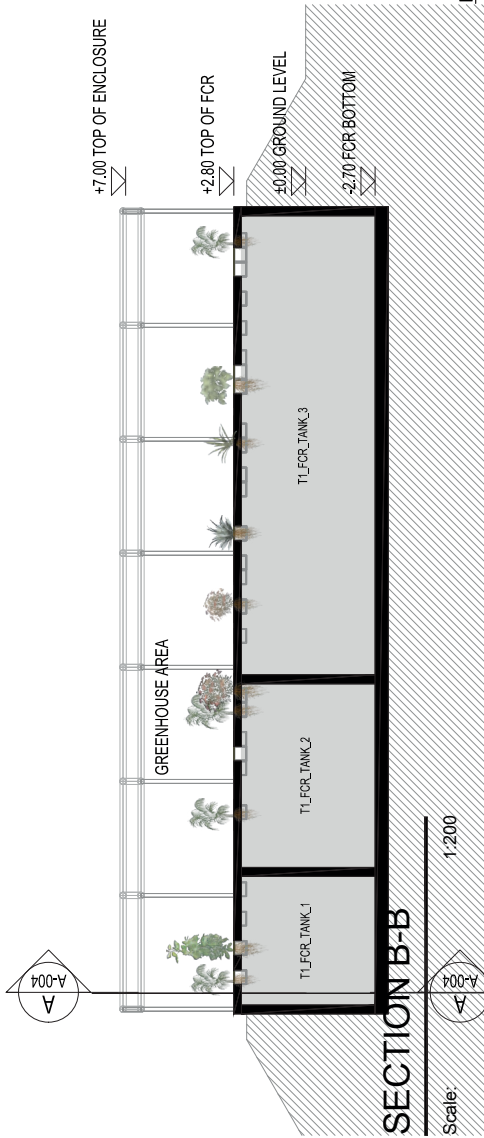 +7.00 TOP OF ENCLOSURE
+2.80 TOP OF FCR
±0.00 GROUND LEVEL
-2.70 FCR BOTTOM
GREENHOUSE AREA
T1_FCR_TANK_1
T1_FCR_TANK_2
T1_FCR_TANK_3
A
A-004
A
A-004
SECTION B-B
Scale:
1:200